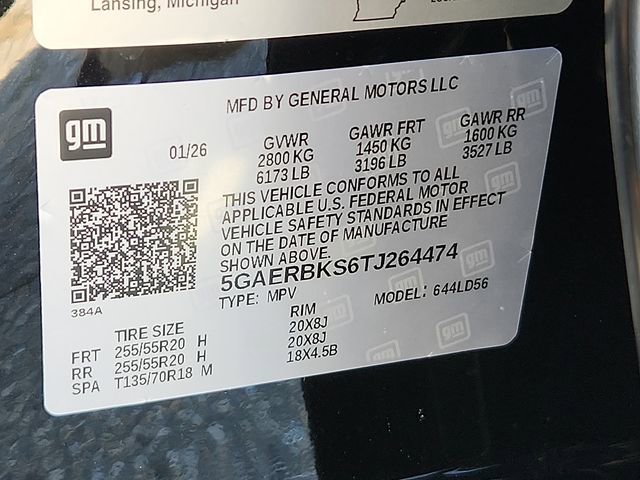 Lansing, Michigan
gm
MFD BY GENERAL MOTORS LLC
01/26
GVWR
2800 KG
6173 LB
GAWR FRT
1450 KG
3196 LB
GAWR RR
1600 KG
3527 LB
THIS VEHICLE CONFORMS TO ALL
APPLICABLE U.S. FEDERAL MOTOR
VEHICLE SAFETY STANDARDS IN EFFECT
ON THE DATE OF MANUFACTURE
SHOWN ABOVE.
5GAERBKS6TJ264474
TYPE: MPV MODEL: 644LD56
384A
TIRE SIZE RIM
FRT 255/55R20 H 20X8J
RR 255/55R20 H 20X8J
SPA T135/70R18 M 18X4.5B